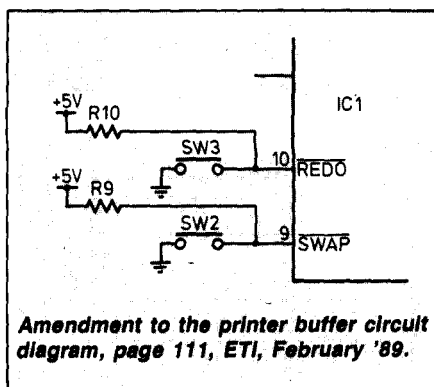 +5V
R10
IC1
SW3
10
REDO
+5V
R9
SW2
9
SWAP
Amendment to the printer buffer circuit
diagram, page 111, ETI, February '89.